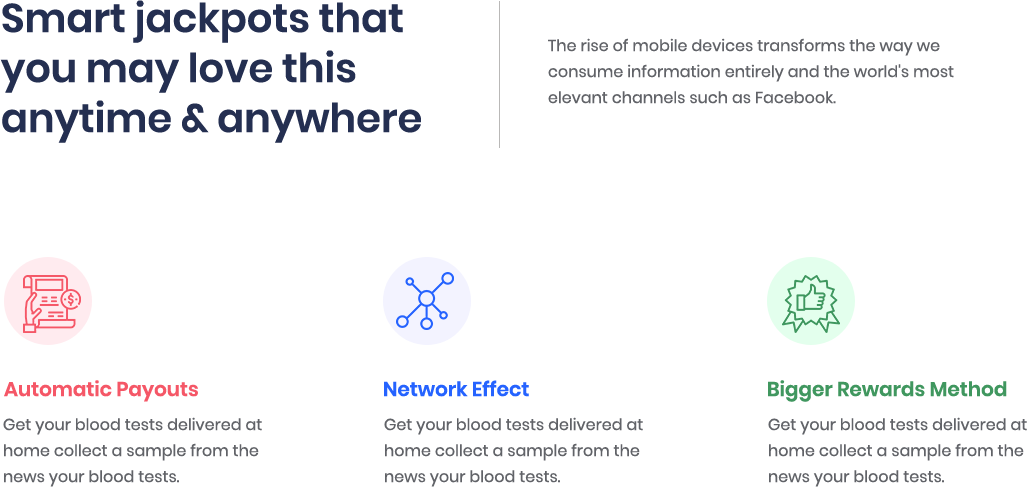 Smart jackpots that
you may love this
anytime & anywhere
The rise of mobile devices transforms the way we
consume information entirely and the world's most
elevant channels such as Facebook.
$
Automatic Payouts
Get your blood tests delivered at
home collect a sample from the
news your blood tests.
Network Effect
Get your blood tests delivered at
home collect a sample from the
news your blood tests.
Bigger Rewards Method
Get your blood tests delivered at
home collect a sample from the
news your blood tests.